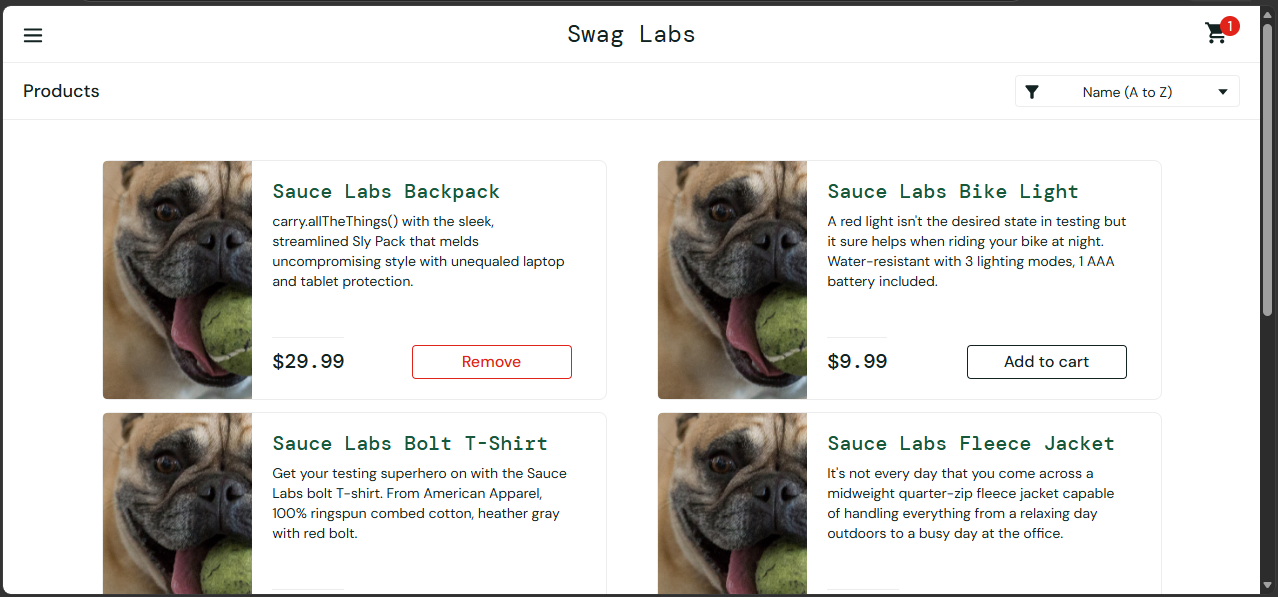 Swag Labs
1
Products
Name (A to Z)
Sauce Labs Backpack
carry.allTheThings() with the sleek,
streamlined Sly Pack that melds
uncompromising style with unequaled laptop
and tablet protection.
$29.99
Remove
Sauce Labs Bike Light
A red light isn't the desired state in testing but
it sure helps when riding your bike at night.
Water-resistant with 3 lighting modes, 1 AAA
battery included.
$9.99
Add to cart
Sauce Labs Bolt T-Shirt
Get your testing superhero on with the Sauce
Labs bolt T-shirt. From American Apparel,
100% ringspun combed cotton, heather gray
with red bolt.
Sauce Labs Fleece Jacket
It's not every day that you come across a
midweight quarter-zip fleece jacket capable
of handling everything from a relaxing day
outdoors to a busy day at the office.